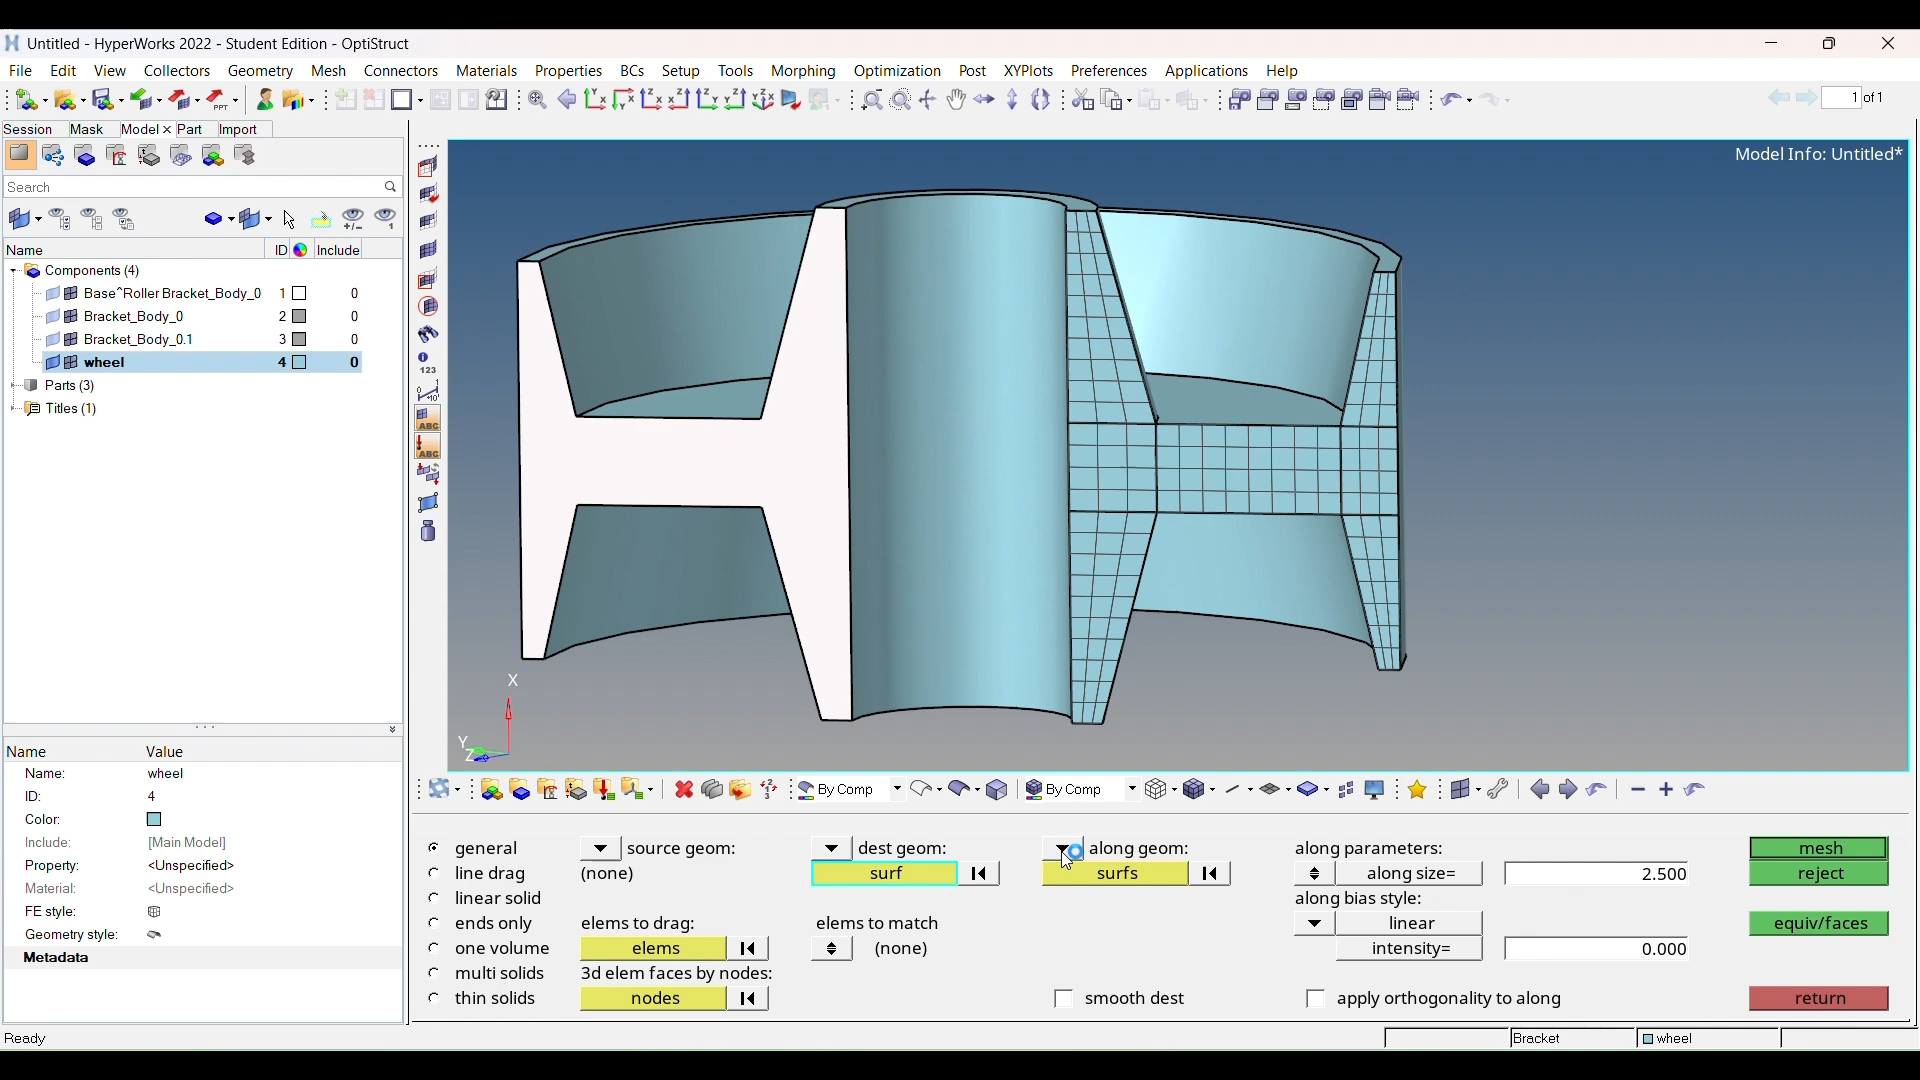 Untitled - HyperWorks 2022 - Student Edition - OptiStruct
File Edit View Collectors Geometry Mesh Connectors Materials Properties BCs Setup Tools Morphing Optimization Post XYPlots Preferences Applications Help
PPT
1 of 1
Session Mask Model Part Import
Search
Name ID Include
Components (4)
Base^Roller Bracket_Body_0 1 0
Bracket_Body_0 2 0
Bracket_Body_0.1 3 0
wheel 4 0
Parts (3)
Titles (1)
123
ABC
ABC
Model Info: Untitled*
X
Y
Z
Name Value
Name: wheel
ID: 4
Color:
Include: [Main Model]
Property: <Unspecified>
Material: <Unspecified>
FE style:
Geometry style:
Metadata
By Comp By Comp
general source geom: dest geom: along geom: along parameters: mesh
line drag (none) surf surfs along size= 2.500 reject
linear solid along bias style:
ends only elems to drag: elems to match linear equiv/faces
one volume elems (none) intensity= 0.000
multi solids 3d elem faces by nodes:
thin solids nodes smooth dest apply orthogonality to along return
Ready Bracket wheel